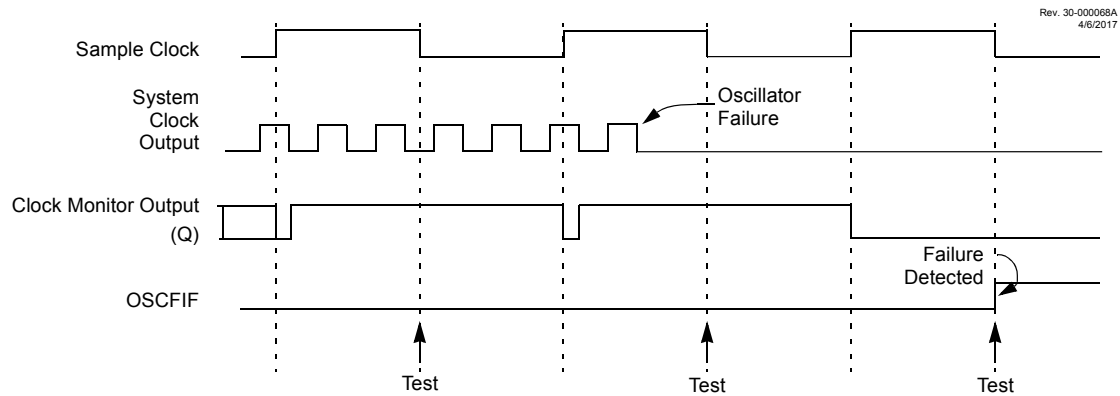 Rev. 30-000068A
4/6/2017
Sample Clock
System
Clock
Output
Oscillator
Failure
Clock Monitor Output
(Q)
Failure
Detected
OSCFIF
Test
Test
Test